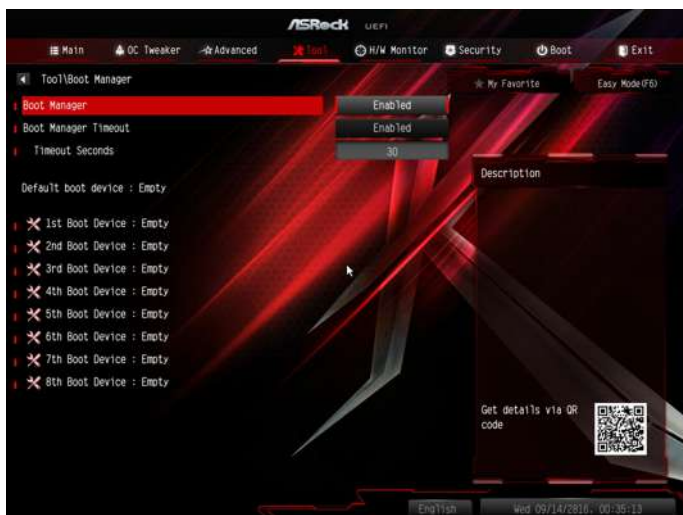 ASRock UEFI
Main OC Tweaker Advanced Tool H/W Monitor Security Boot Exit
Tool\Boot Manager
My Favorite Easy Mode(F6)
Boot Manager Enabled
Boot Manager Timeout Enabled
Timeout Seconds 30
Description
Default boot device : Empty
1st Boot Device : Empty
2nd Boot Device : Empty
3rd Boot Device : Empty
4th Boot Device : Empty
5th Boot Device : Empty
6th Boot Device : Empty
7th Boot Device : Empty
8th Boot Device : Empty
Get details via QR
code
English Wed 09/14/2816. 00:35:13